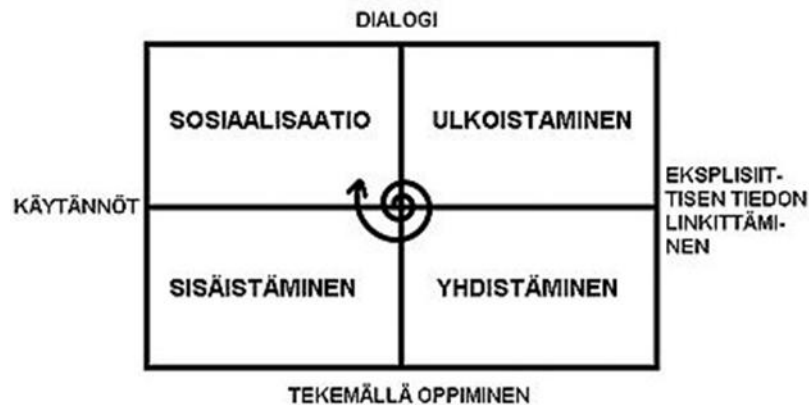 DIALOGI
SOSIAALISAATIO
ULKOISTAMINEN
KÄYTÄNNÖT
EKSPLISIIT-
TISEN TIEDON
LINKITTÄMI-
NEN
SISÄISTÄMINEN
YHDISTÄMINEN
TEKEMÄLLÄ OPPIMINEN